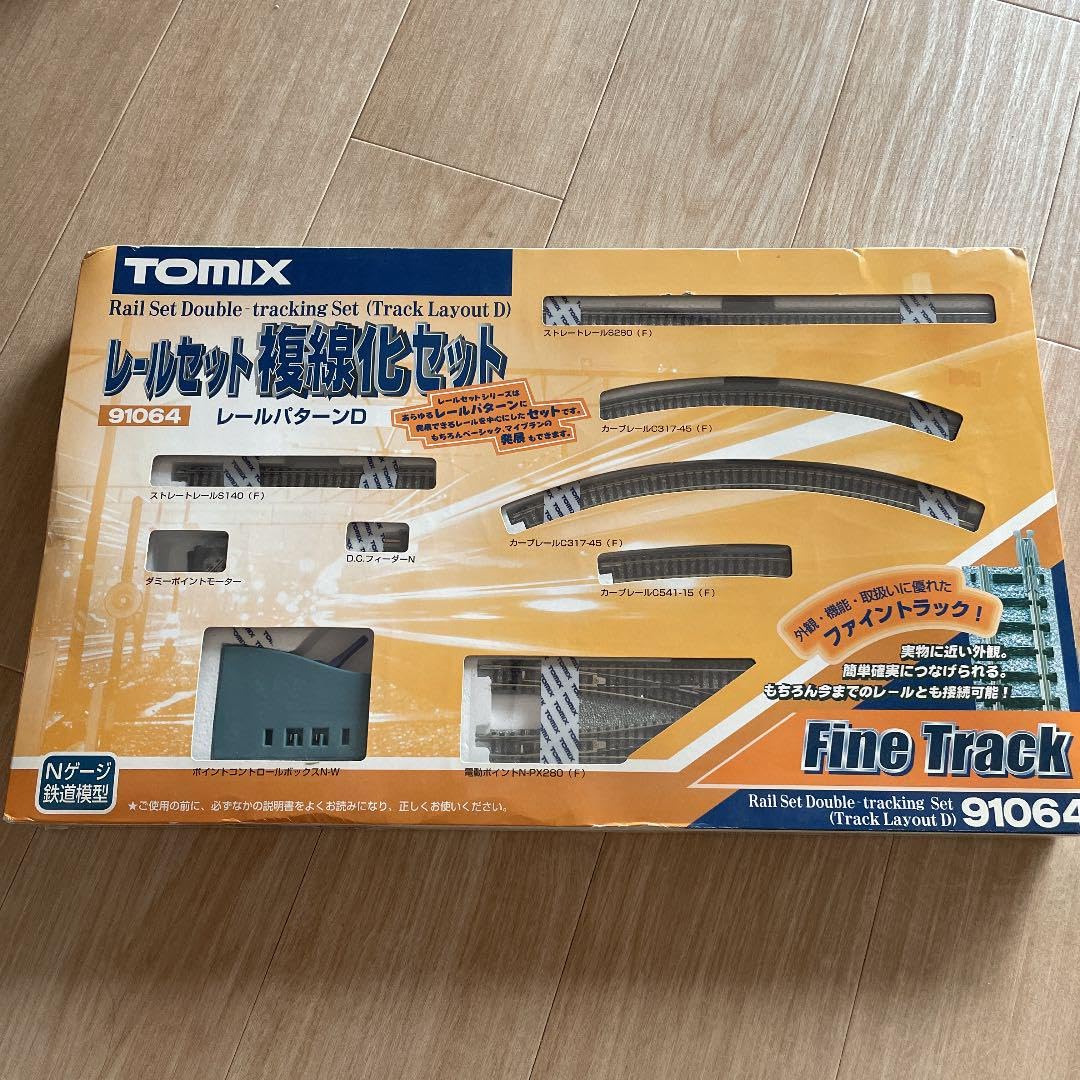 TOMIX
Rail Set Double-tracking Set (Track Layout D)
レールセット複線化セット
91064 レールパターンD
レールセットシリーズは
あらゆるレールパターンに
発展できるレールを中心にしたセットです。
もちろんベーシック、マイプランの
発展もできます。
ストレートレールS280(F)
カーブレールC317-45(F)
ストレートレールS140(F)
カーブレールC317-45(F)
ダミーポイントモーター
D.C.フィーダーN
カーブレールC541-15(F)
外観・機能・取扱いに優れた
ファイントラック!
実物に近い外観。
簡単確実につなげられる。
もちろん今までのレールとも接続可能!
ポイントコントロールボックスN-W
電動ポイントN-PX280(F)
Fine Track
Nゲージ
鉄道模型
★ご使用の前に、必ずなかの説明書をよくお読みになり、正しくお使いください。
Rail Set Double-tracking Set
(Track Layout D) 91064
TOMIX
TOMIX
TOMIX
TOMIX